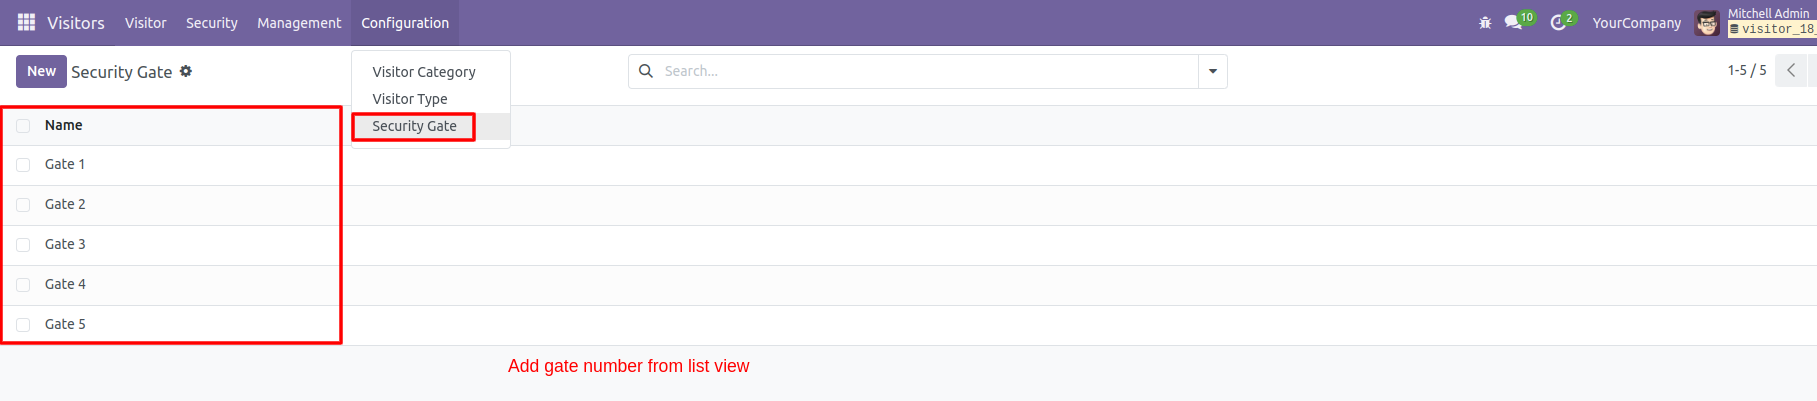 Visitors Visitor Security Management Configuration 10 2 YourCompany Mitchell Admin
visitor_18_
New Security Gate Search... 1-5 / 5
Visitor Category
Visitor Type
Security Gate
Name
Gate 1
Gate 2
Gate 3
Gate 4
Gate 5
Add gate number from list view